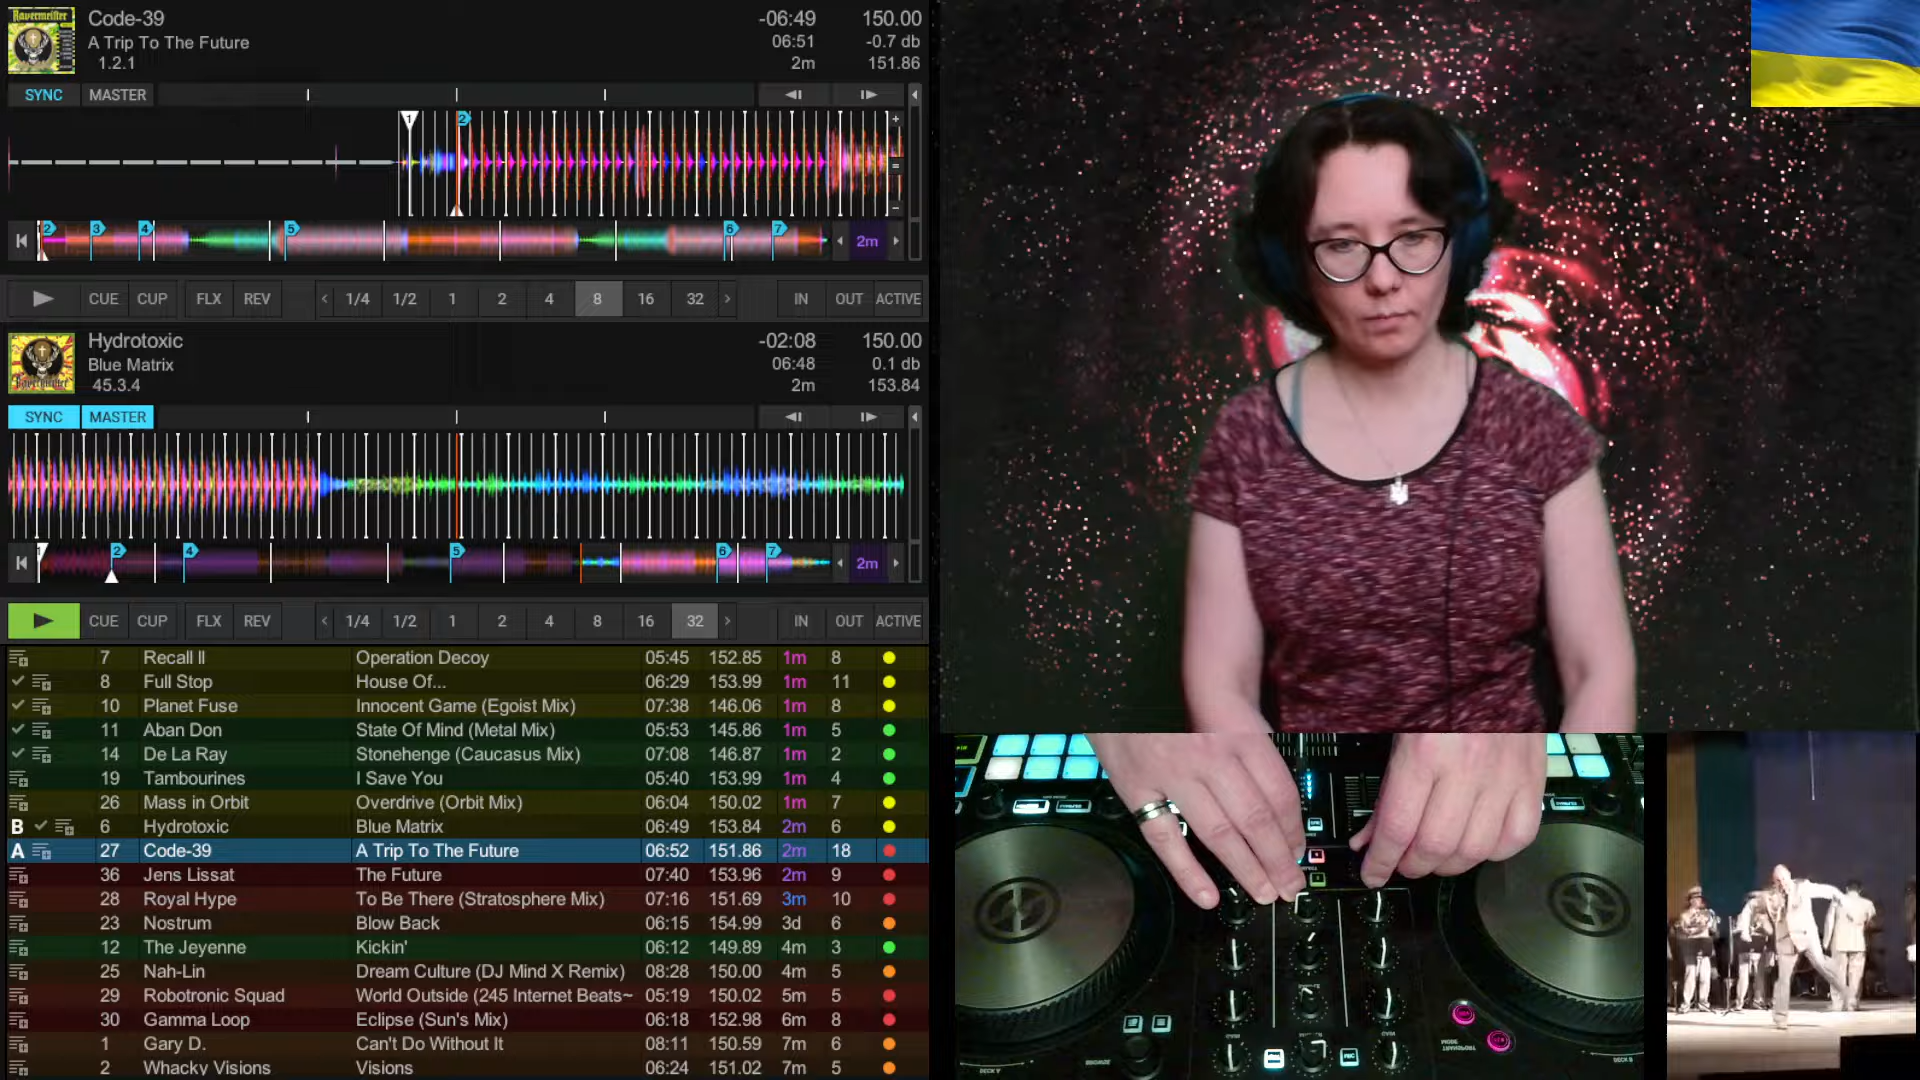 Code-39 -06:49 150.00
A Trip To The Future 06:51 -0.7 db
1.2.1 2m 151.86
SYNC MASTER
1 2
2 3 4 5 6 7 2m
CUE CUP FLX REV 1/4 1/2 1 2 4 8 16 32 IN OUT ACTIVE
Hydrotoxic -02:08 150.00
Blue Matrix 06:48 0.1 db
45.3.4 2m 153.84
SYNC MASTER
1 2 4 5 6 7 2m
CUE CUP FLX REV 1/4 1/2 1 2 4 8 16 32 IN OUT ACTIVE
7 Recall II Operation Decoy 05:45 152.85 1m 8
8 Full Stop House Of... 06:29 153.99 1m 11
10 Planet Fuse Innocent Game (Egoist Mix) 07:38 146.06 1m 8
11 Aban Don State Of Mind (Metal Mix) 05:53 145.86 1m 5
14 De La Ray Stonehenge (Caucasus Mix) 07:08 146.87 1m 2
19 Tambourines I Save You 05:40 153.99 1m 4
26 Mass in Orbit Overdrive (Orbit Mix) 06:04 150.02 1m 7
B 6 Hydrotoxic Blue Matrix 06:49 153.84 2m 6
A 27 Code-39 A Trip To The Future 06:52 151.86 2m 18
36 Jens Lissat The Future 07:40 153.96 2m 9
28 Royal Hype To Be There (Stratosphere Mix) 07:16 151.69 3m 10
23 Nostrum Blow Back 06:15 154.99 3d 6
12 The Jeyenne Kickin' 06:12 149.89 4m 3
25 Nah-Lin Dream Culture (DJ Mind X Remix) 08:28 150.00 4m 5
29 Robotronic Squad World Outside (245 Internet Beats~ 05:19 150.02 5m 5
30 Gamma Loop Eclipse (Sun's Mix) 06:18 152.98 6m 8
1 Gary D. Can't Do Without It 08:11 150.59 7m 6
2 Whacky Visions Visions 06:24 151.02 7m 5